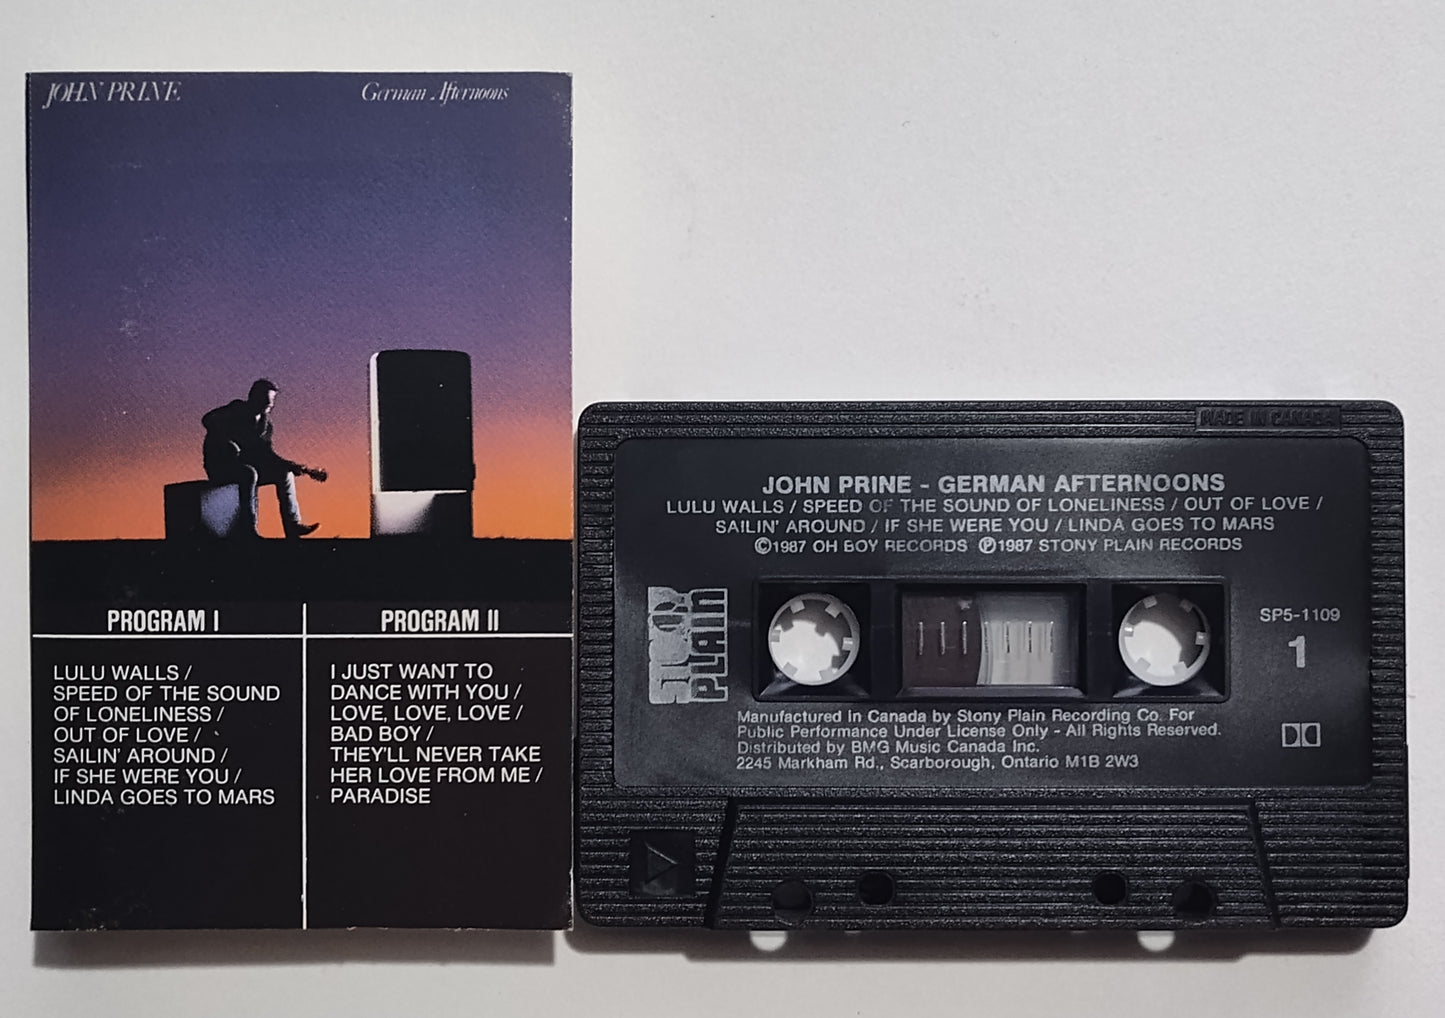 JOHN PRINE
German Afternoons
PROGRAM I
LULU WALLS /
SPEED OF THE SOUND
OF LONELINESS /
OUT OF LOVE /
SAILIN' AROUND /
IF SHE WERE YOU /
LINDA GOES TO MARS
PROGRAM II
I JUST WANT TO
DANCE WITH YOU /
LOVE, LOVE, LOVE /
BAD BOY /
THEY'LL NEVER TAKE
HER LOVE FROM ME /
PARADISE
MADE IN CANADA
JOHN PRINE - GERMAN AFTERNOONS
LULU WALLS / SPEED OF THE SOUND OF LONELINESS / OUT OF LOVE /
SAILIN' AROUND / IF SHE WERE YOU / LINDA GOES TO MARS
©1987 OH BOY RECORDS ℗1987 STONY PLAIN RECORDS
STONY
PLAIN
SP5-1109
1
Manufactured in Canada by Stony Plain Recording Co. For
Public Performance Under License Only - All Rights Reserved.
Distributed by BMG Music Canada Inc.
2245 Markham Rd., Scarborough, Ontario M1B 2W3